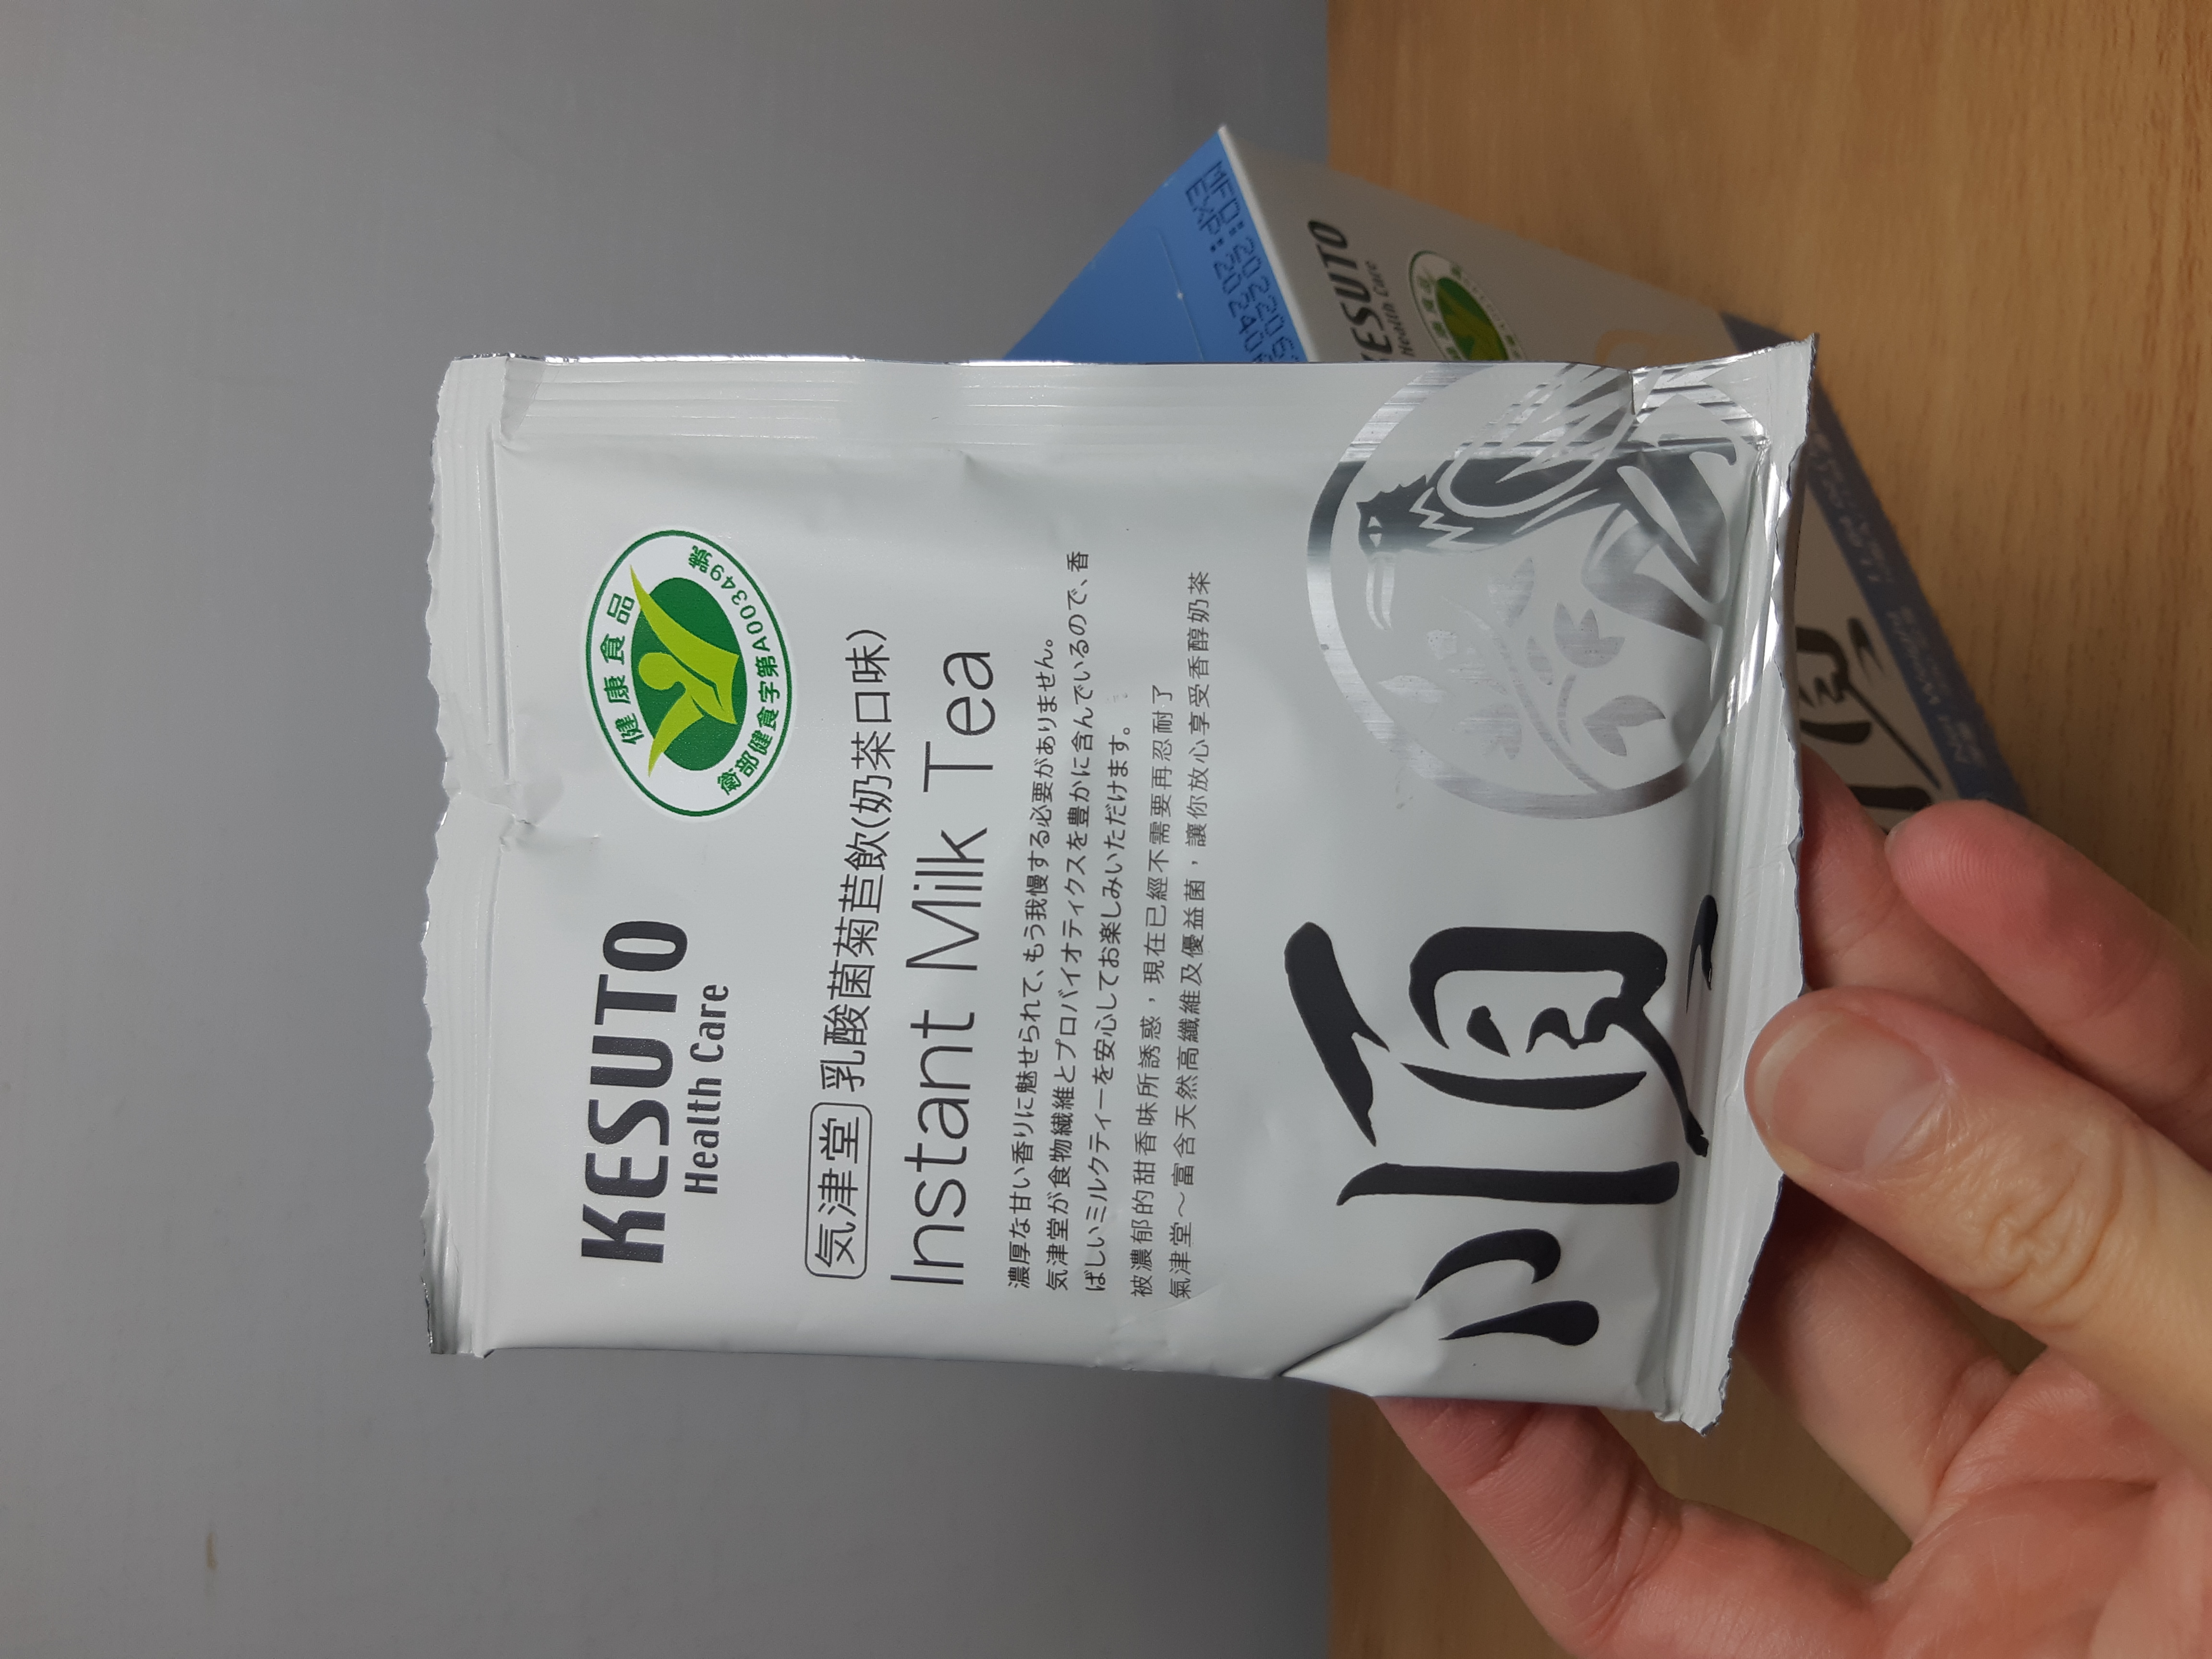 KESUTO
Health Care
健康食品
衛部健食字第A00349號
気津堂 乳酸菌菊苣飲(奶茶口味)
Instant Milk Tea
濃厚な甘い香りに魅せられて、もう我慢する必要がありません。
気津堂が食物繊維とプロバイオティクスを豊かに含んでいるので、香
ばしいミルクティーを安心してお楽しみいただけます。
被濃郁的甜香味所誘惑，現在已經不需要再忍耐了
氣津堂～富含天然高纖維及優益菌，讓你放心享受香醇奶茶
順
MFD:202209
EXP:202409
KESUTO
Health Care